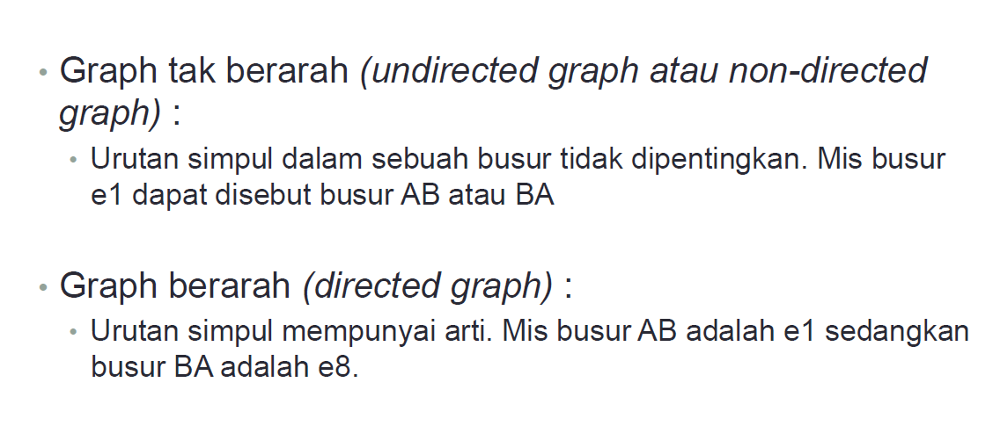 • Graph tak berarah (undirected graph atau non-directed
graph) :
• Urutan simpul dalam sebuah busur tidak dipentingkan. Mis busur
e1 dapat disebut busur AB atau BA
• Graph berarah (directed graph) :
• Urutan simpul mempunyai arti. Mis busur AB adalah e1 sedangkan
busur BA adalah e8.